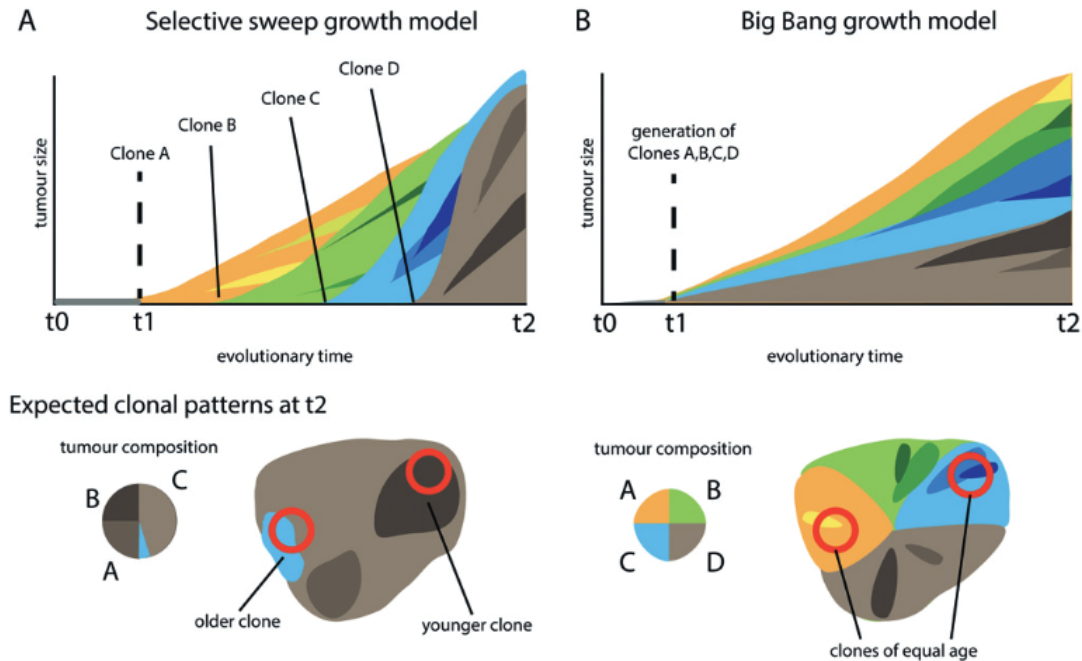 A
Selective sweep growth model
tumour size
Clone A
Clone B
Clone C
Clone D
t0
t1
t2
evolutionary time
B
Big Bang growth model
tumour size
generation of
Clones A,B,C,D
t0
t1
t2
evolutionary time
Expected clonal patterns at t2
tumour composition
B
C
A
older clone
younger clone
tumour composition
A
B
C
D
clones of equal age